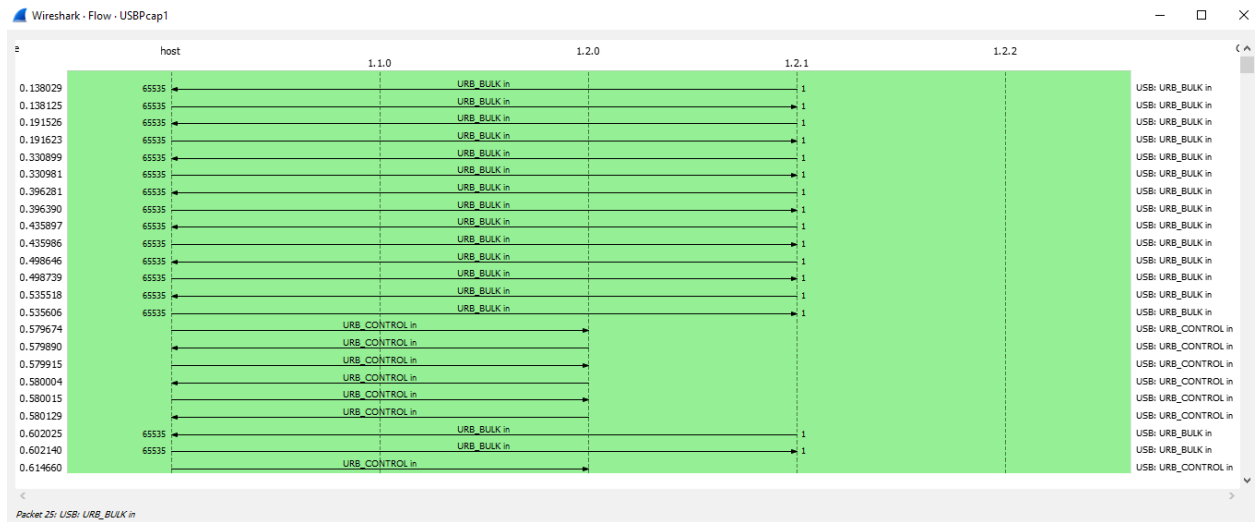 Wireshark · Flow · USBPcap1
host 1.2.0 1.2.2
1.1.0 1.2.1
0.138029 65535 URB_BULK in 1 USB: URB_BULK in
0.138125 65535 URB_BULK in 1 USB: URB_BULK in
0.191526 65535 URB_BULK in 1 USB: URB_BULK in
0.191623 65535 URB_BULK in 1 USB: URB_BULK in
0.330899 65535 URB_BULK in 1 USB: URB_BULK in
0.330981 65535 URB_BULK in 1 USB: URB_BULK in
0.396281 65535 URB_BULK in 1 USB: URB_BULK in
0.396390 65535 URB_BULK in 1 USB: URB_BULK in
0.435897 65535 URB_BULK in 1 USB: URB_BULK in
0.435986 65535 URB_BULK in 1 USB: URB_BULK in
0.498646 65535 URB_BULK in 1 USB: URB_BULK in
0.498739 65535 URB_BULK in 1 USB: URB_BULK in
0.535518 65535 URB_BULK in 1 USB: URB_BULK in
0.535606 65535 URB_BULK in 1 USB: URB_BULK in
0.579674 URB_CONTROL in USB: URB_CONTROL in
0.579890 URB_CONTROL in USB: URB_CONTROL in
0.579915 URB_CONTROL in USB: URB_CONTROL in
0.580004 URB_CONTROL in USB: URB_CONTROL in
0.580015 URB_CONTROL in USB: URB_CONTROL in
0.580129 URB_CONTROL in USB: URB_CONTROL in
0.602025 65535 URB_BULK in 1 USB: URB_BULK in
0.602140 65535 URB_BULK in 1 USB: URB_BULK in
0.614660 URB_CONTROL in USB: URB_CONTROL in
Packet 25: USB: URB_BULK in